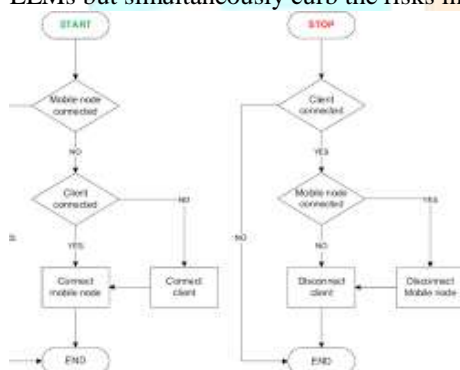 LLMs but simultaneously curb the risks
START
Mobile node
connected
NO
Client
connected
NO
YES
Connect
mobile node
Connect
client
END
STOP
Client
connected
YES
Mobile node
connected
YES
NO
NO
Disconnect
client
Disconnect
Mobile node
END